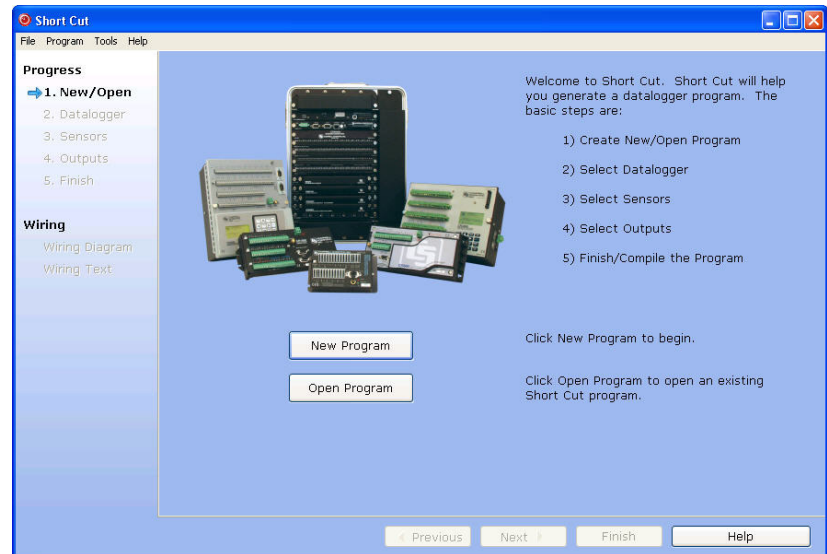 Short Cut
File Program Tools Help
Progress
1. New/Open
2. Datalogger
3. Sensors
4. Outputs
5. Finish
Wiring
Wiring Diagram
Wiring Text
Welcome to Short Cut. Short Cut will help
you generate a datalogger program. The
basic steps are:
1) Create New/Open Program
2) Select Datalogger
3) Select Sensors
4) Select Outputs
5) Finish/Compile the Program
New Program
Click New Program to begin.
Open Program
Click Open Program to open an existing
Short Cut program.
< Previous
Next >
Finish
Help